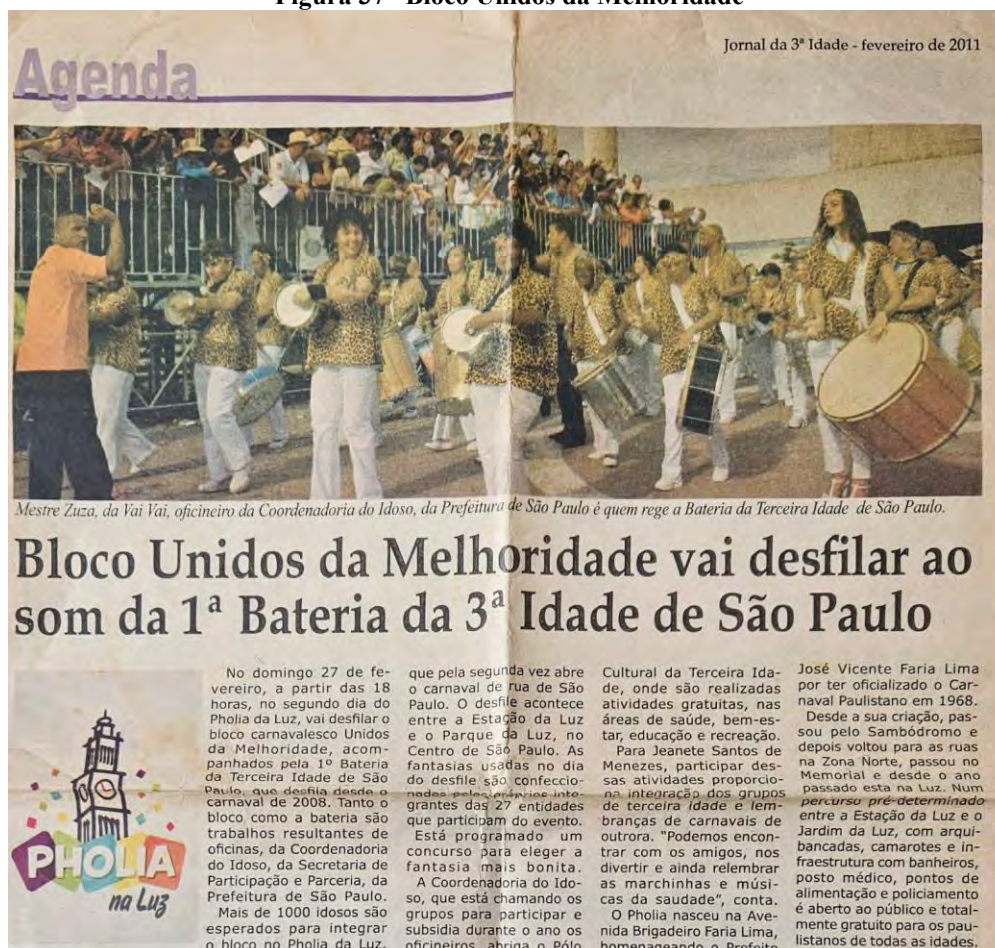 Figura 37 - Bloco Unidos da Melhoridade
Jornal da 3ª Idade - fevereiro de 2011
Agenda
Mestre Zuza, da Vai Vai, oficineiro da Coordenadoria do Idoso, da Prefeitura de São Paulo é quem rege a Bateria da Terceira Idade de São Paulo.
Bloco Unidos da Melhoridade vai desfilar ao
som da 1ª Bateria da 3ª Idade de São Paulo
PHOLIA
na Luz
No domingo 27 de fe-
vereiro, a partir das 18
horas, no segundo dia do
Pholia da Luz, vai desfilar o
bloco carnavalesco Unidos
da Melhoridade, acom-
panhados pela 1º Bateria
da Terceira Idade de São
Paulo, que desfila desde o
carnaval de 2008. Tanto o
bloco como a bateria são
trabalhos resultantes de
oficinas, da Coordenadoria
do Idoso, da Secretaria de
Participação e Parceria, da
Prefeitura de São Paulo.
Mais de 1000 idosos são
esperados para integrar
o bloco no Pholia da Luz,
que pela segunda vez abre
o carnaval de rua de São
Paulo. O desfile acontece
entre a Estação da Luz
e o Parque da Luz, no
Centro de São Paulo. As
fantasias usadas no dia
do desfile são confeccio-
nadas pelos próprios inte-
grantes das 27 entidades
que participam do evento.
Está programado um
concurso para eleger a
fantasia mais bonita.
A Coordenadoria do Ido-
so, que está chamando os
grupos para participar e
subsidia durante o ano os
oficineiros, abriga o Pólo
Cultural da Terceira Ida-
de, onde são realizadas
atividades gratuitas, nas
áreas de saúde, bem-es-
tar, educação e recreação.
Para Jeanete Santos de
Menezes, participar des-
sas atividades proporcio-
na integração dos grupos
de terceira idade e lem-
branças de carnavais de
outrora. "Podemos encon-
trar com os amigos, nos
divertir e ainda relembrar
as marchinhas e músi-
cas da saudade", conta.
O Pholia nasceu na Ave-
nida Brigadeiro Faria Lima,
homenageando o Prefeito
José Vicente Faria Lima
por ter oficializado o Car-
naval Paulistano em 1968.
Desde a sua criação, pas-
sou pelo Sambódromo e
depois voltou para as ruas
na Zona Norte, passou no
Memorial e desde o ano
passado esta na Luz. Num
percurso pré-determinado
entre a Estação da Luz e o
Jardim da Luz, com arqui-
bancadas, camarotes e in-
fraestrutura com banheiros,
posto médico, pontos de
alimentação e policiamento
é aberto ao público e total-
mente gratuito para os pau-
listanos de todas as idades.